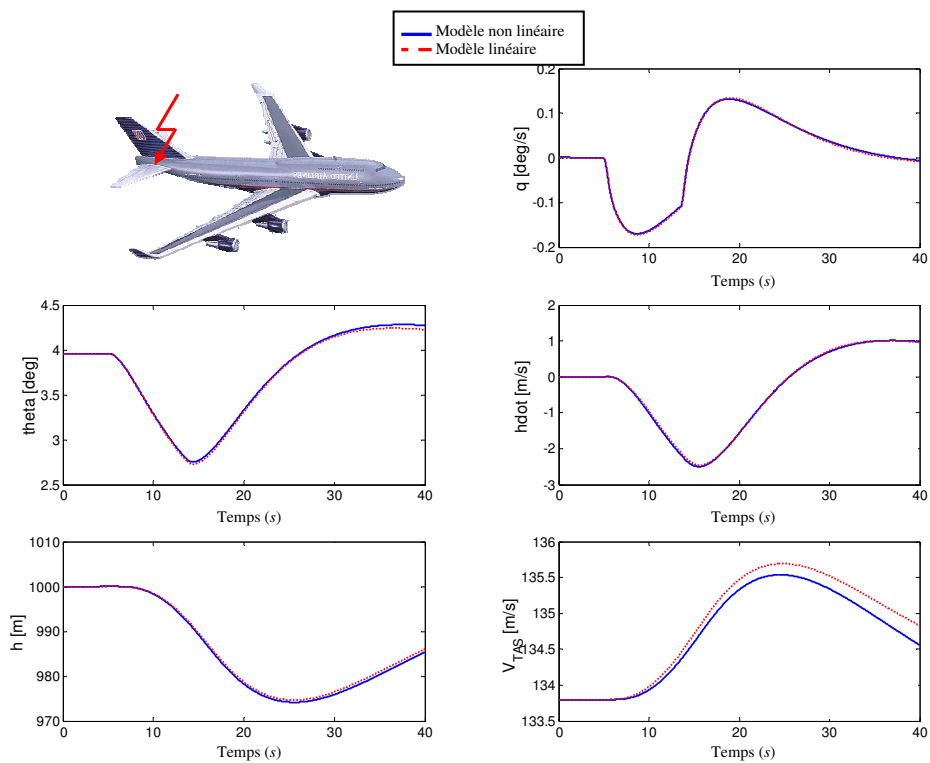 Modèle non linéaire
Modèle linéaire
UNITED AIRLINES
0.2
0.1
0
-0.1
-0.2
q [deg/s]
0 10 20 30 40
Temps (s)
4.5
4
3.5
3
2.5
theta [deg]
0 10 20 30 40
Temps (s)
2
1
0
-1
-2
-3
hdot [m/s]
0 10 20 30 40
Temps (s)
1010
1000
990
980
970
h [m]
0 10 20 30 40
Temps (s)
136
135.5
135
134.5
134
133.5
V_TAS [m/s]
0 10 20 30 40
Temps (s)